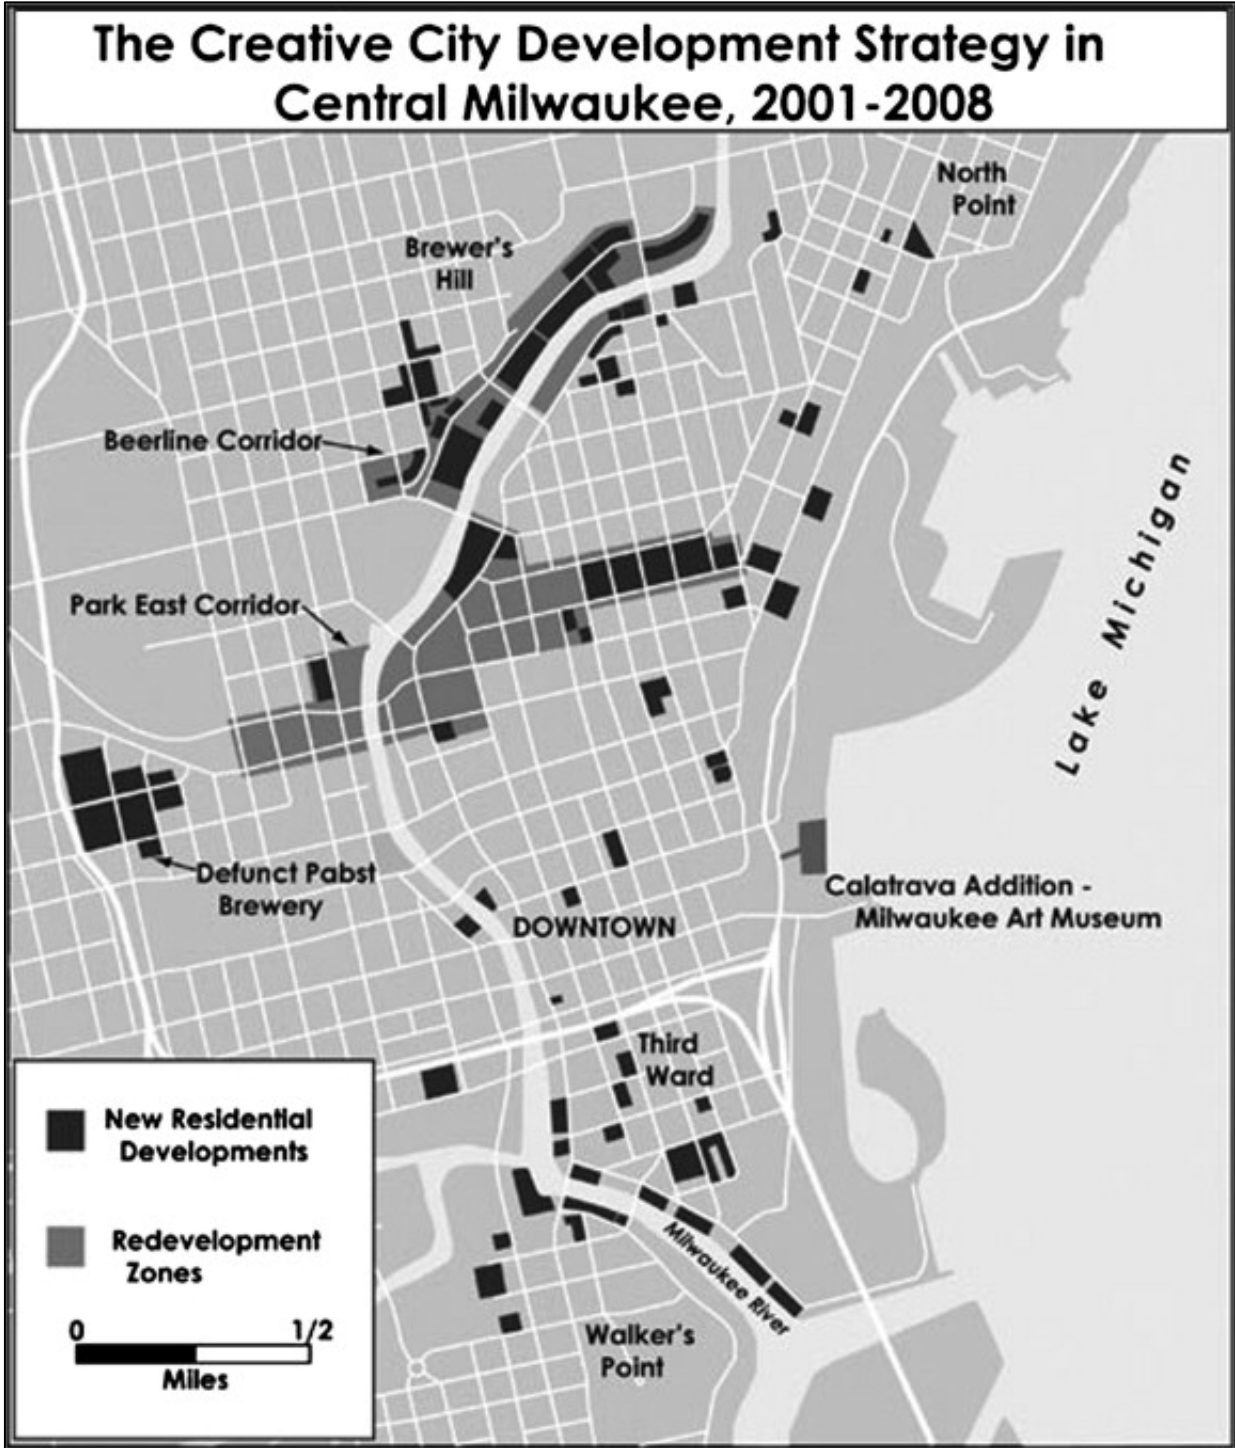 The Creative City Development Strategy in
Central Milwaukee, 2001-2008
North
Point
Brewer's
Hill
Beerline Corridor
Lake Michigan
Park East Corridor
Defunct Pabst
Brewery
Calatrava Addition -
Milwaukee Art Museum
DOWNTOWN
Third
Ward
Milwaukee River
Walker's
Point
New Residential
Developments
Redevelopment
Zones
0 1/2
Miles